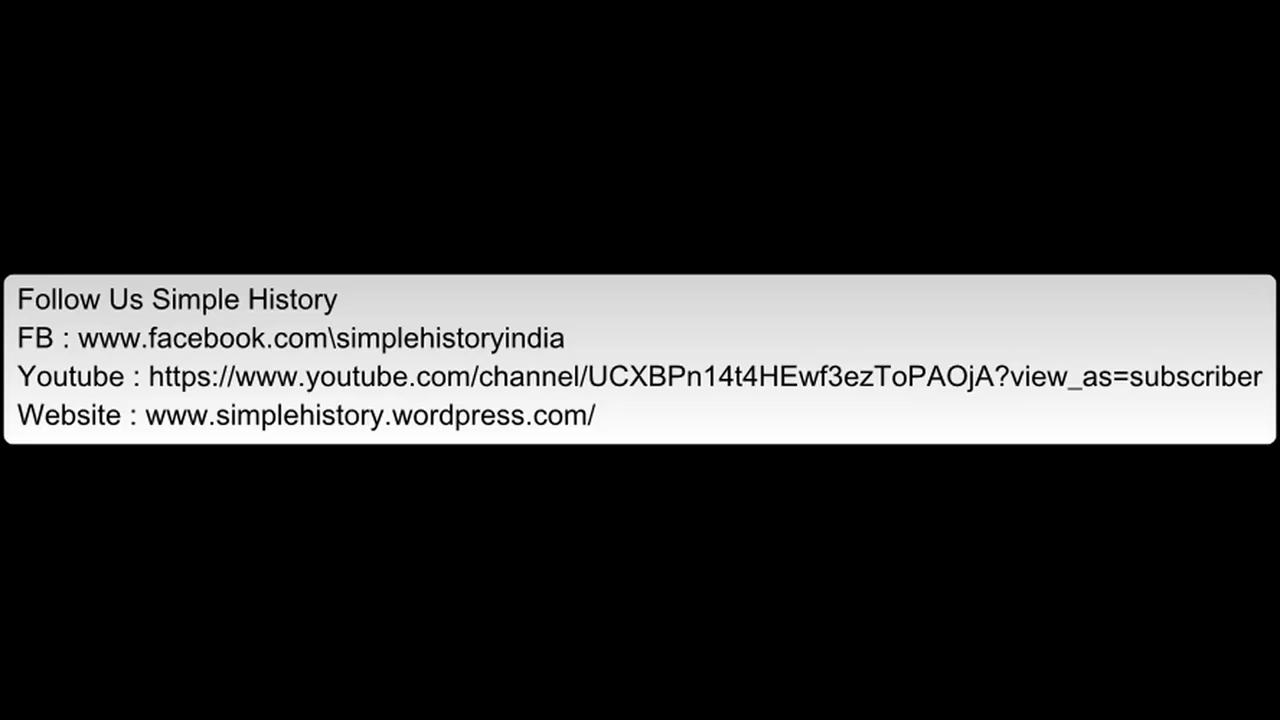 Follow Us Simple History
FB : www.facebook.com\simplehistoryindia
Youtube : https://www.youtube.com/channel/UCXBPn14t4HEwf3ezToPAOjA?view_as=subscriber
Website : www.simplehistory.wordpress.com/